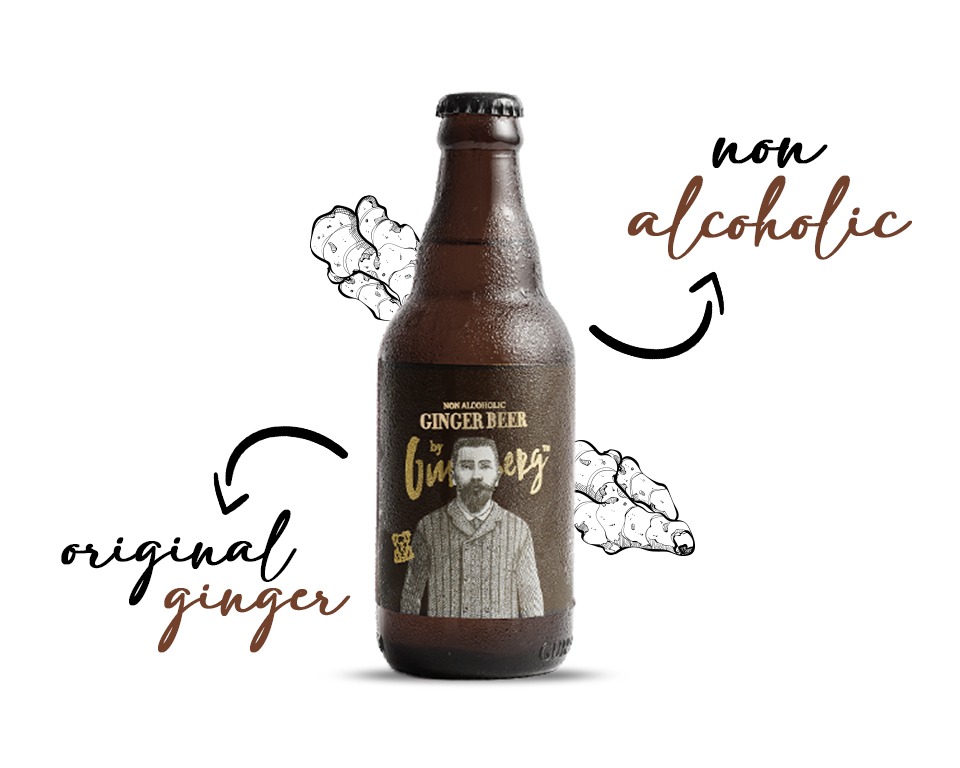 non
alcoholic
NON ALCOHOLIC
GINGER BEER
by
original
ginger